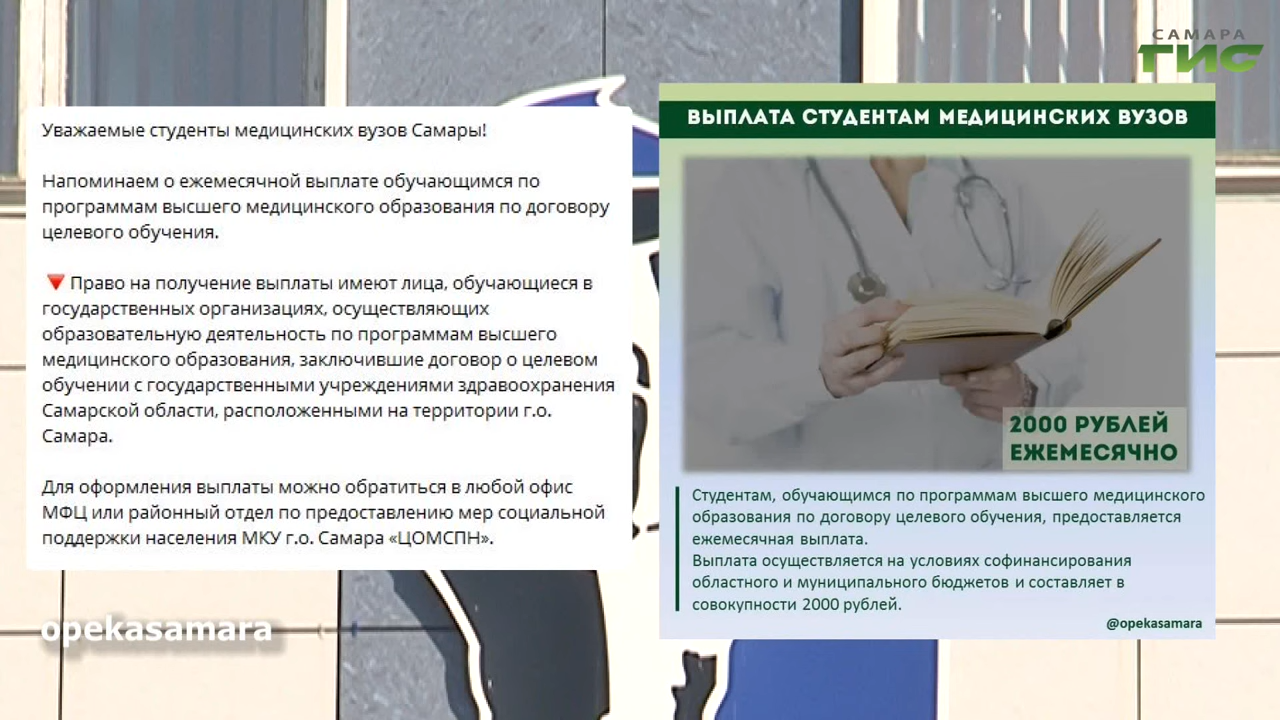 САМАРА
ГИС
Уважаемые студенты медицинских вузов Самары!
Напоминаем о ежемесячной выплате обучающимся по
программам высшего медицинского образования по договору
целевого обучения.
🔻 Право на получение выплаты имеют лица, обучающиеся в
государственных организациях, осуществляющих
образовательную деятельность по программам высшего
медицинского образования, заключившие договор о целевом
обучении с государственными учреждениями здравоохранения
Самарской области, расположенными на территории г.о.
Самара.
Для оформления выплаты можно обратиться в любой офис
МФЦ или районный отдел по предоставлению мер социальной
поддержки населения МКУ г.о. Самара «ЦОМСПН».
opekasamara
ВЫПЛАТА СТУДЕНТАМ МЕДИЦИНСКИХ ВУЗОВ
2000 РУБЛЕЙ
ЕЖЕМЕСЯЧНО
Студентам, обучающимся по программам высшего медицинского
образования по договору целевого обучения, предоставляется
ежемесячная выплата.
Выплата осуществляется на условиях софинансирования
областного и муниципального бюджетов и составляет в
совокупности 2000 рублей.
@opekasamara